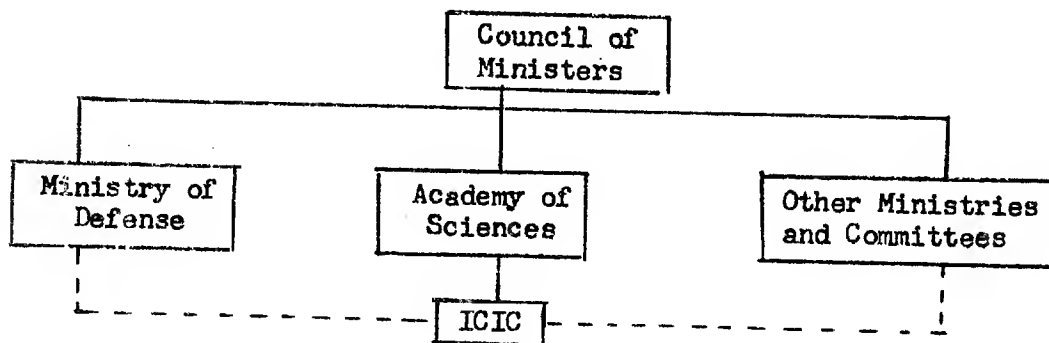 Council of
Ministers
Ministry of
Defense
Academy of
Sciences
Other Ministries
and Committees
ICIC